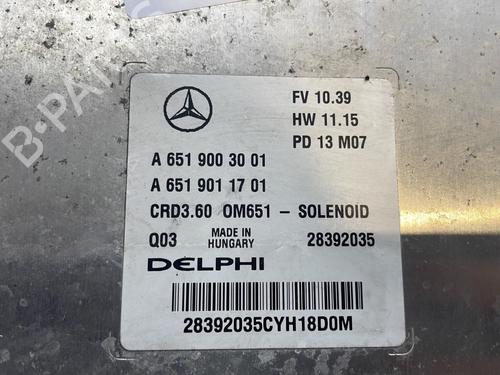 FV 10.39
HW 11.15
PD 13 M07
A 651 900 30 01
A 651 901 17 01
CRD3.60 OM651 - SOLENOID
Q03 MADE IN HUNGARY 28392035
DELPHI
28392035CYH18D0M
B-PARTS